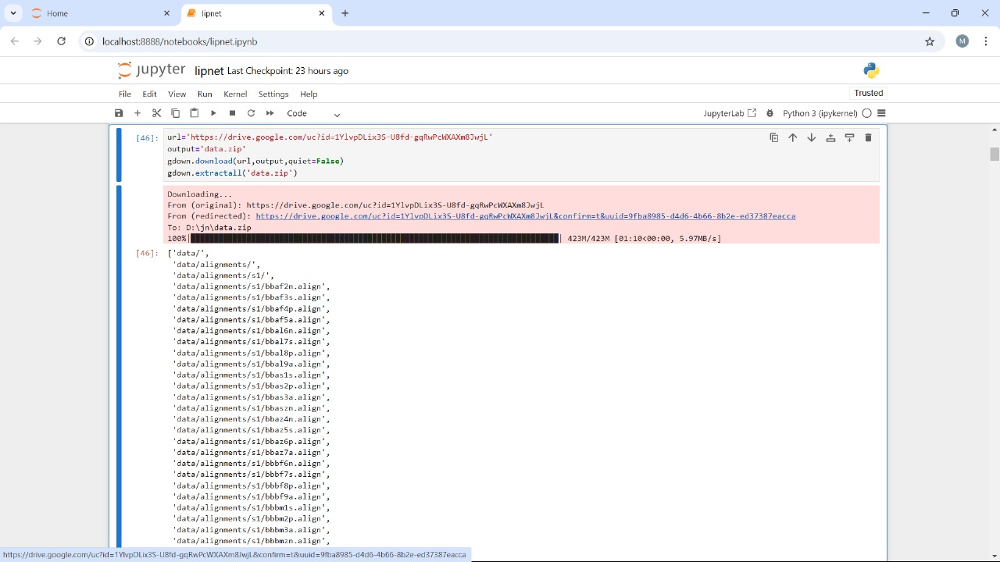 Home
lipnet
localhost:8888/notebooks/lipnet.ipynb
M
jupyter lipnet Last Checkpoint: 23 hours ago
File Edit View Run Kernel Settings Help
Trusted
Code
JupyterLab
Python 3 (ipykernel)
[46]: url='https://drive.google.com/uc?id=1YlvpDLix3S-U8fd-gqRwPcWXAXm8JwjL'
output='data.zip'
gdown.download(url,output,quiet=False)
gdown.extractall('data.zip')
Downloading...
From (original): https://drive.google.com/uc?id=1YlvpDLix3S-U8fd-gqRwPcWXAXm8JwjL
From (redirected): https://drive.google.com/uc?id=1YlvpDLix3S-U8fd-gqRwPcWXAXm8JwjL&confirm=t&uuid=9fba8985-d4d6-4b66-8b2e-ed37387eacca
To: D:\jn\data.zip
100%| | 423M/423M [01:10<00:00, 5.97MB/s]
[46]: ['data/',
'data/alignments/',
'data/alignments/s1/',
'data/alignments/s1/bbaf2n.align',
'data/alignments/s1/bbaf3s.align',
'data/alignments/s1/bbaf4p.align',
'data/alignments/s1/bbaf5a.align',
'data/alignments/s1/bbal6n.align',
'data/alignments/s1/bbal7s.align',
'data/alignments/s1/bbal8p.align',
'data/alignments/s1/bbal9a.align',
'data/alignments/s1/bbas1s.align',
'data/alignments/s1/bbas2p.align',
'data/alignments/s1/bbas3a.align',
'data/alignments/s1/bbaszn.align',
'data/alignments/s1/bbaz4n.align',
'data/alignments/s1/bbaz5s.align',
'data/alignments/s1/bbaz6p.align',
'data/alignments/s1/bbaz7a.align',
'data/alignments/s1/bbbf6n.align',
'data/alignments/s1/bbbf7s.align',
'data/alignments/s1/bbbf8p.align',
'data/alignments/s1/bbbf9a.align',
'data/alignments/s1/bbbm1s.align',
'data/alignments/s1/bbbm2p.align',
'data/alignments/s1/bbbm3a.align',
'data/alignments/s1/bbbmzn.align',
https://drive.google.com/uc?id=1YlvpDLix3S-U8fd-gqRwPcWXAXm8JwjL&confirm=t&uuid=9fba8985-d4d6-4b66-8b2e-ed37387eacca